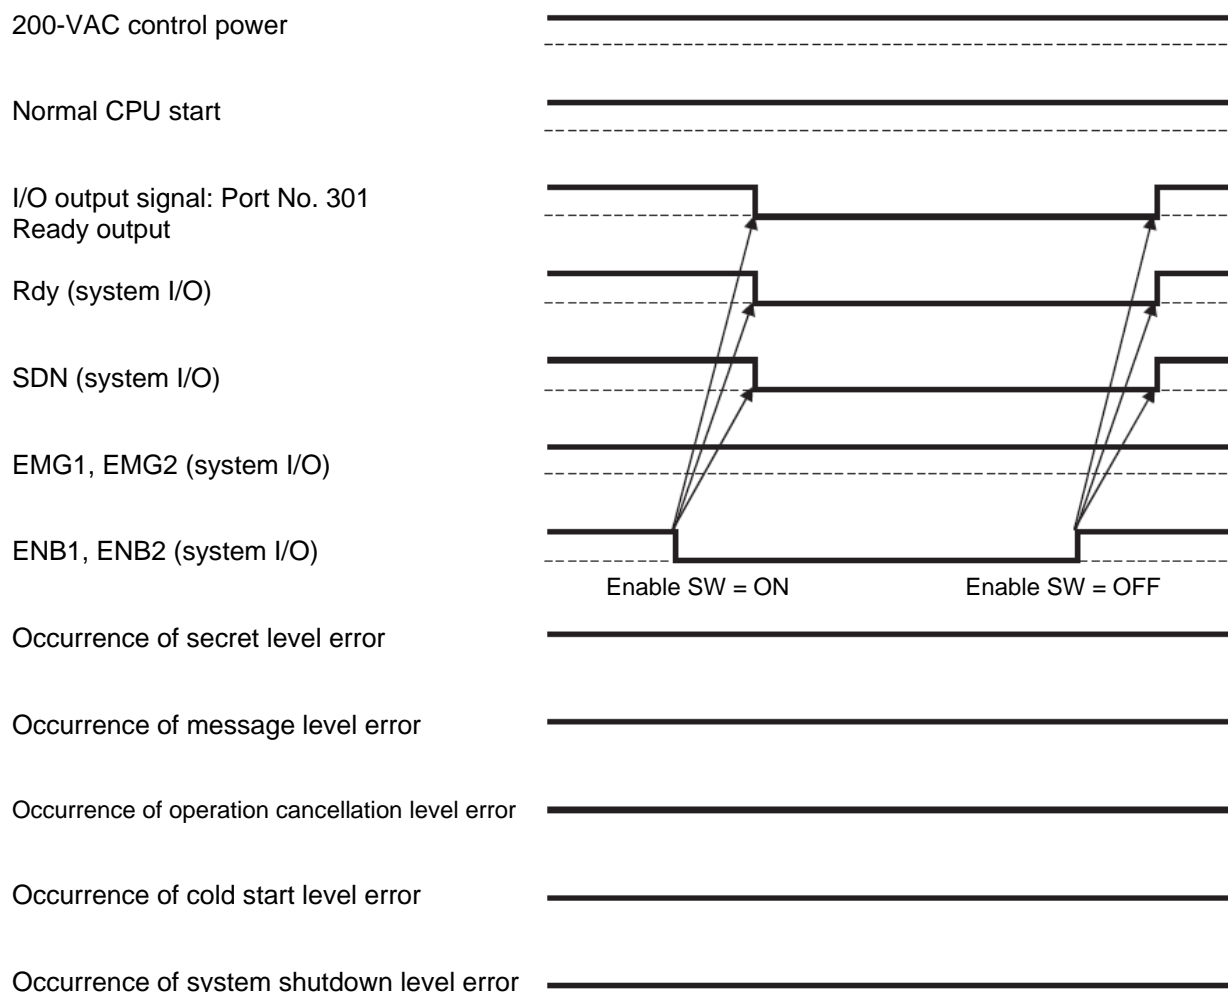 200-VAC control power
Normal CPU start
I/O output signal: Port No. 301
Ready output
Rdy (system I/O)
SDN (system I/O)
EMG1, EMG2 (system I/O)
ENB1, ENB2 (system I/O)
Enable SW = ON
Enable SW = OFF
Occurrence of secret level error
Occurrence of message level error
Occurrence of operation cancellation level error
Occurrence of cold start level error
Occurrence of system shutdown level error